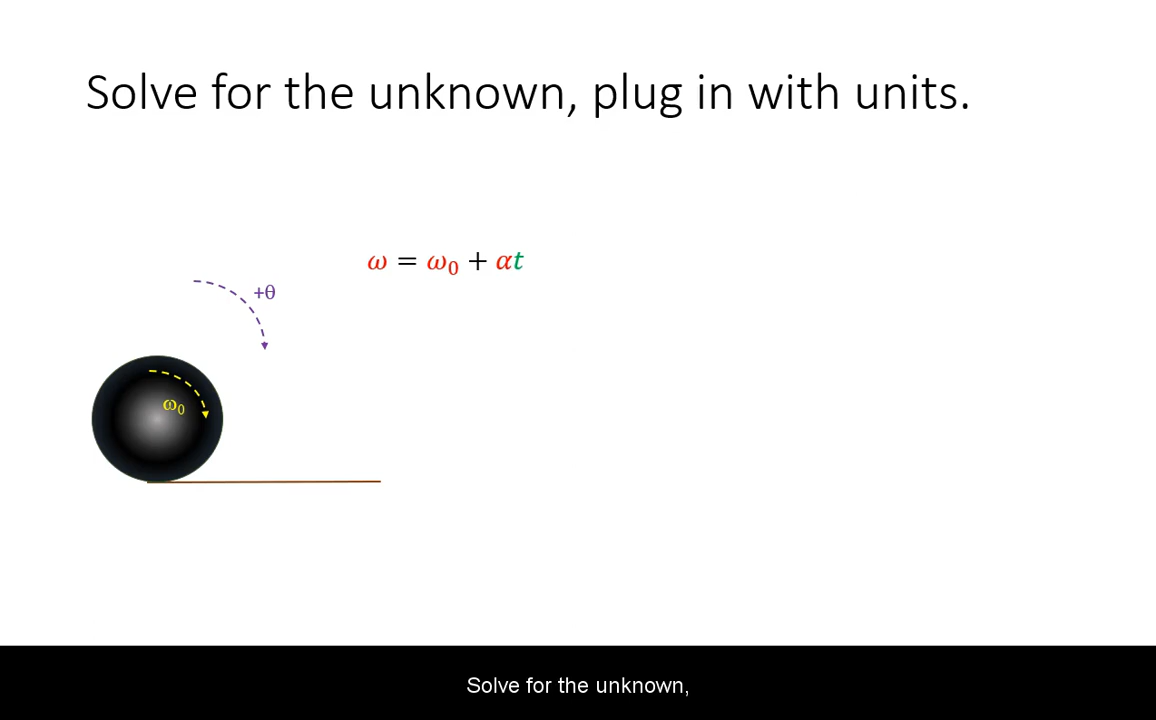 Solve for the unknown, plug in with units.
ω = ω₀ + αt
+θ
ω₀
Solve for the unknown,